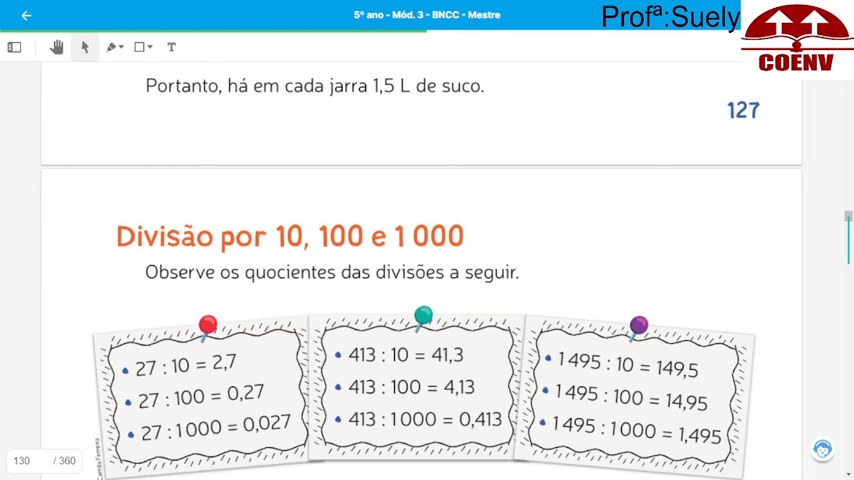 5º ano - Mód. 3 - BNCC - Mestre
Profª:Suely
COENV
T
Portanto, há em cada jarra 1,5 L de suco.
127
Divisão por 10, 100 e 1 000
Observe os quocientes das divisões a seguir.
• 27 : 10 = 2,7
• 27 : 100 = 0,27
• 27 : 1 000 = 0,027
• 413 : 10 = 41,3
• 413 : 100 = 4,13
• 413 : 1 000 = 0,413
• 1 495 : 10 = 149,5
• 1 495 : 100 = 14,95
• 1 495 : 1 000 = 1,495
Camila Ferreira
130 / 360